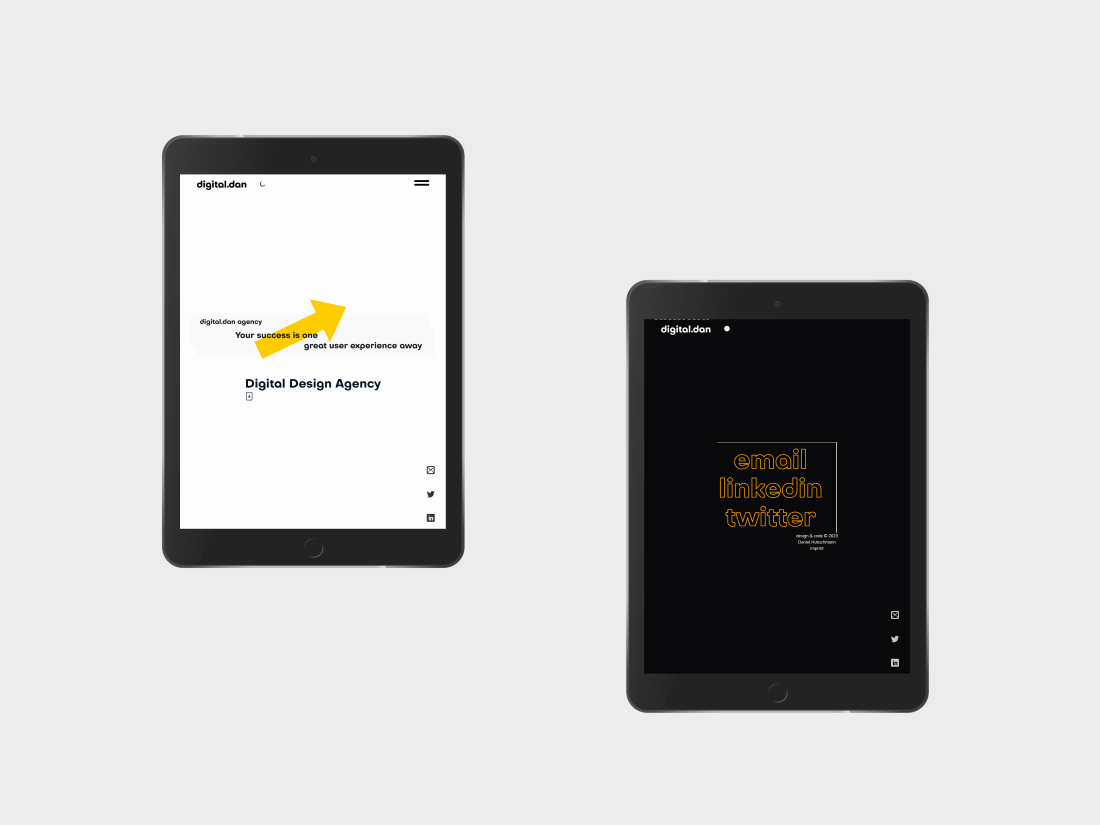 digital.dan
digital.dan agency
Your success is one
great user experience away
Digital Design Agency
digital.dan
email
linkedin
twitter
design & code © 2023
Daniel Hubschmann
imprint